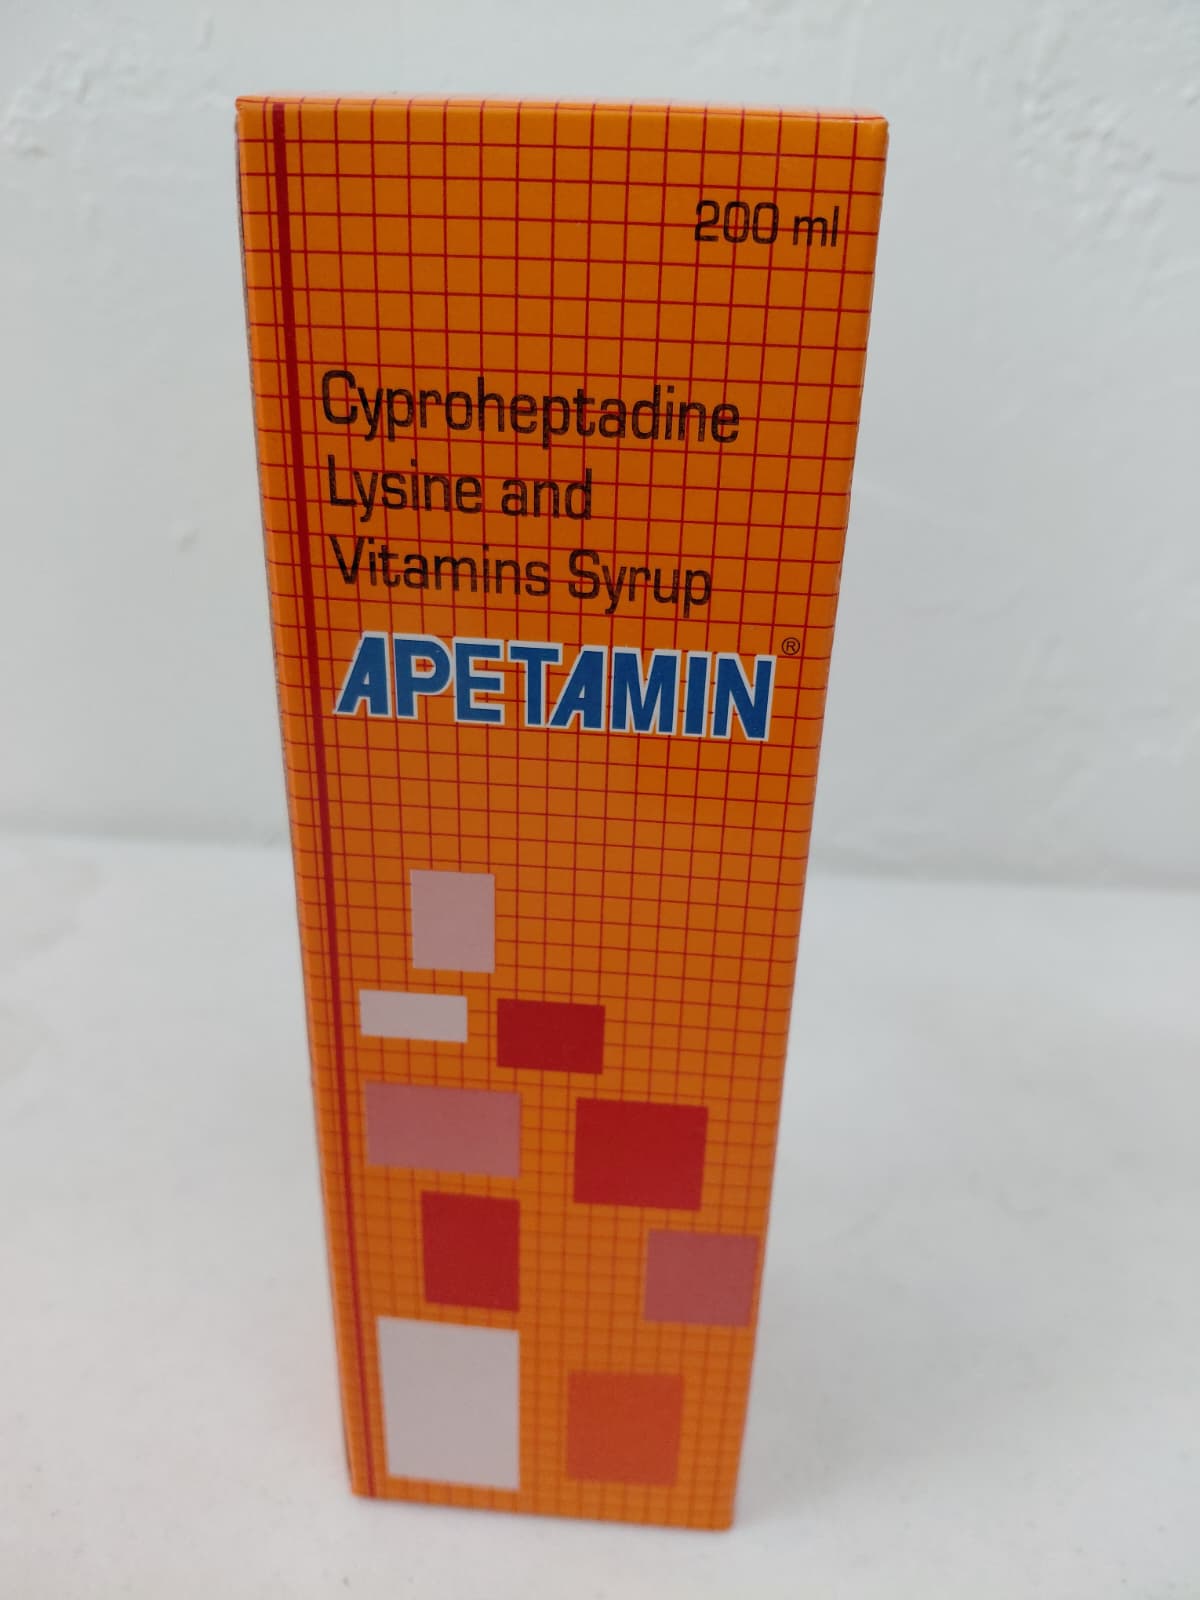 200 ml
Cyproheptadine
Lysine and
Vitamins Syrup
APETAMIN®